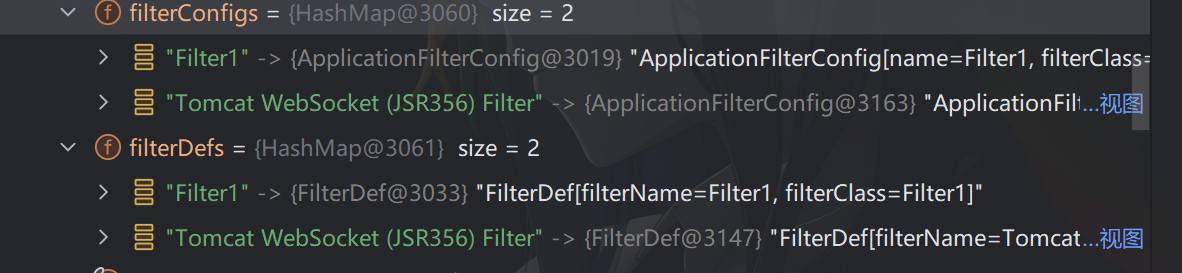 filterConfigs = {HashMap@3060} size = 2
"Filter1" -> {ApplicationFilterConfig@3019} "ApplicationFilterConfig[name=Filter1, filterClass=
"Tomcat WebSocket (JSR356) Filter" -> {ApplicationFilterConfig@3163} "ApplicationFilt...视图
filterDefs = {HashMap@3061} size = 2
"Filter1" -> {FilterDef@3033} "FilterDef[filterName=Filter1, filterClass=Filter1]"
"Tomcat WebSocket (JSR356) Filter" -> {FilterDef@3147} "FilterDef[filterName=Tomcat...视图